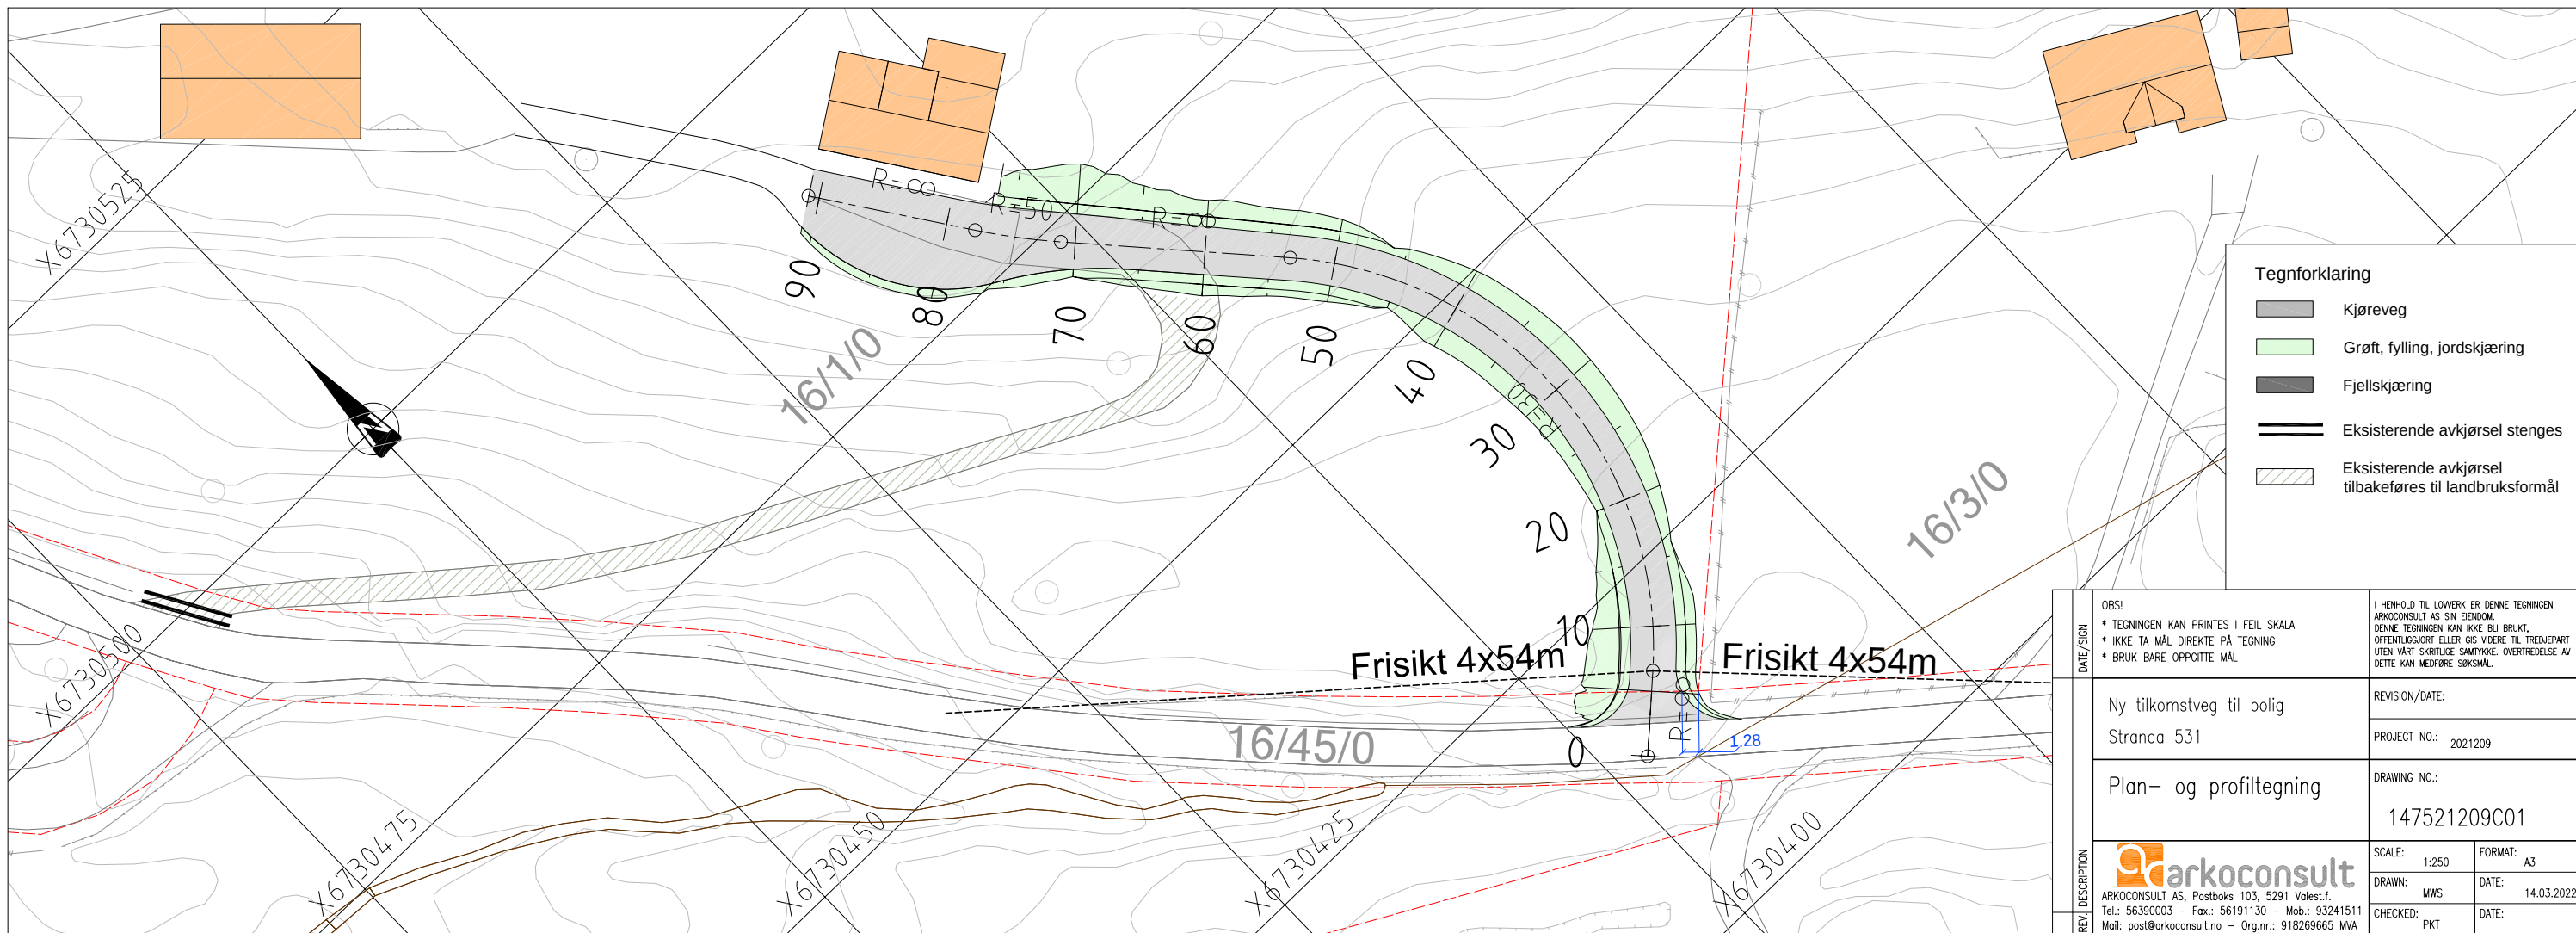 X6730525
R=∞
R=50
R=∞
90
80
70
60
50
40
30
20
10
0
R=30
16/1/0
16/3/0
N
Frisikt 4x54m
Frisikt 4x54m
16/45/0
1.28
X6730500
X6730475
X6730450
X6730425
X6730400
Tegnforklaring
Kjøreveg
Grøft, fylling, jordskjæring
Fjellskjæring
Eksisterende avkjørsel stenges
Eksisterende avkjørsel
tilbakeføres til landbruksformål
DATE/SIGN
REV. DESCRIPTION
OBS!
* TEGNINGEN KAN PRINTES I FEIL SKALA
* IKKE TA MÅL DIREKTE PÅ TEGNING
* BRUK BARE OPPGITTE MÅL
I HENHOLD TIL LOVVERK ER DENNE TEGNINGEN
ARKOCONSULT AS SIN EIENDOM.
DENNE TEGNINGEN KAN IKKE BLI BRUKT,
OFFENTLIGGJORT ELLER GIS VIDERE TIL TREDJEPART
UTEN VÅRT SKRITLIGE SAMTYKKE. OVERTREDELSE AV
DETTE KAN MEDFØRE SØKSMÅL.
Ny tilkomstveg til bolig
Stranda 531
REVISION/DATE:
PROJECT NO.: 2021209
Plan- og profiltegning
DRAWING NO.:
147521209C01
arkoconsult
ARKOCONSULT AS, Postboks 103, 5291 Valest.f.
Tel.: 56390003 - Fax.: 56191130 - Mob.: 93241511
Mail: post@arkoconsult.no - Org.nr.: 918269665 MVA
SCALE: 1:250
FORMAT: A3
DRAWN: MWS
DATE: 14.03.2022
CHECKED: PKT
DATE: